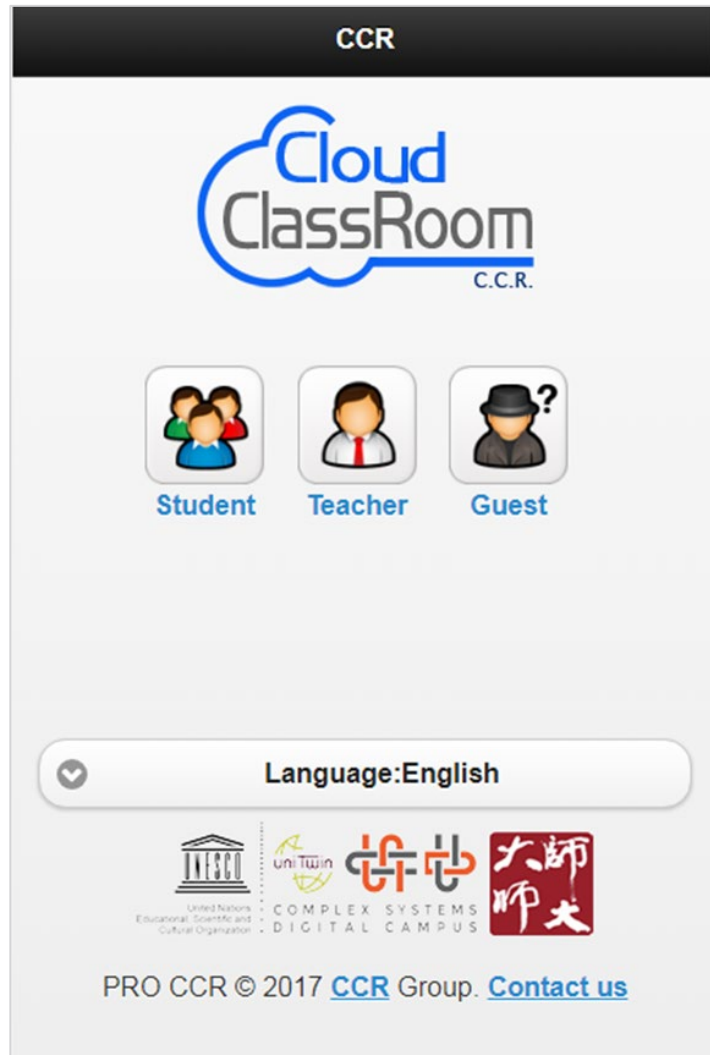 CCR
Cloud
ClassRoom
C.C.R.
?
Student Teacher Guest
Language:English
UNESCO
United Nations
Educational, Scientific and
Cultural Organization
uniTwin
COMPLEX SYSTEMS
DIGITAL CAMPUS
大師
師大
PRO CCR © 2017 CCR Group. Contact us